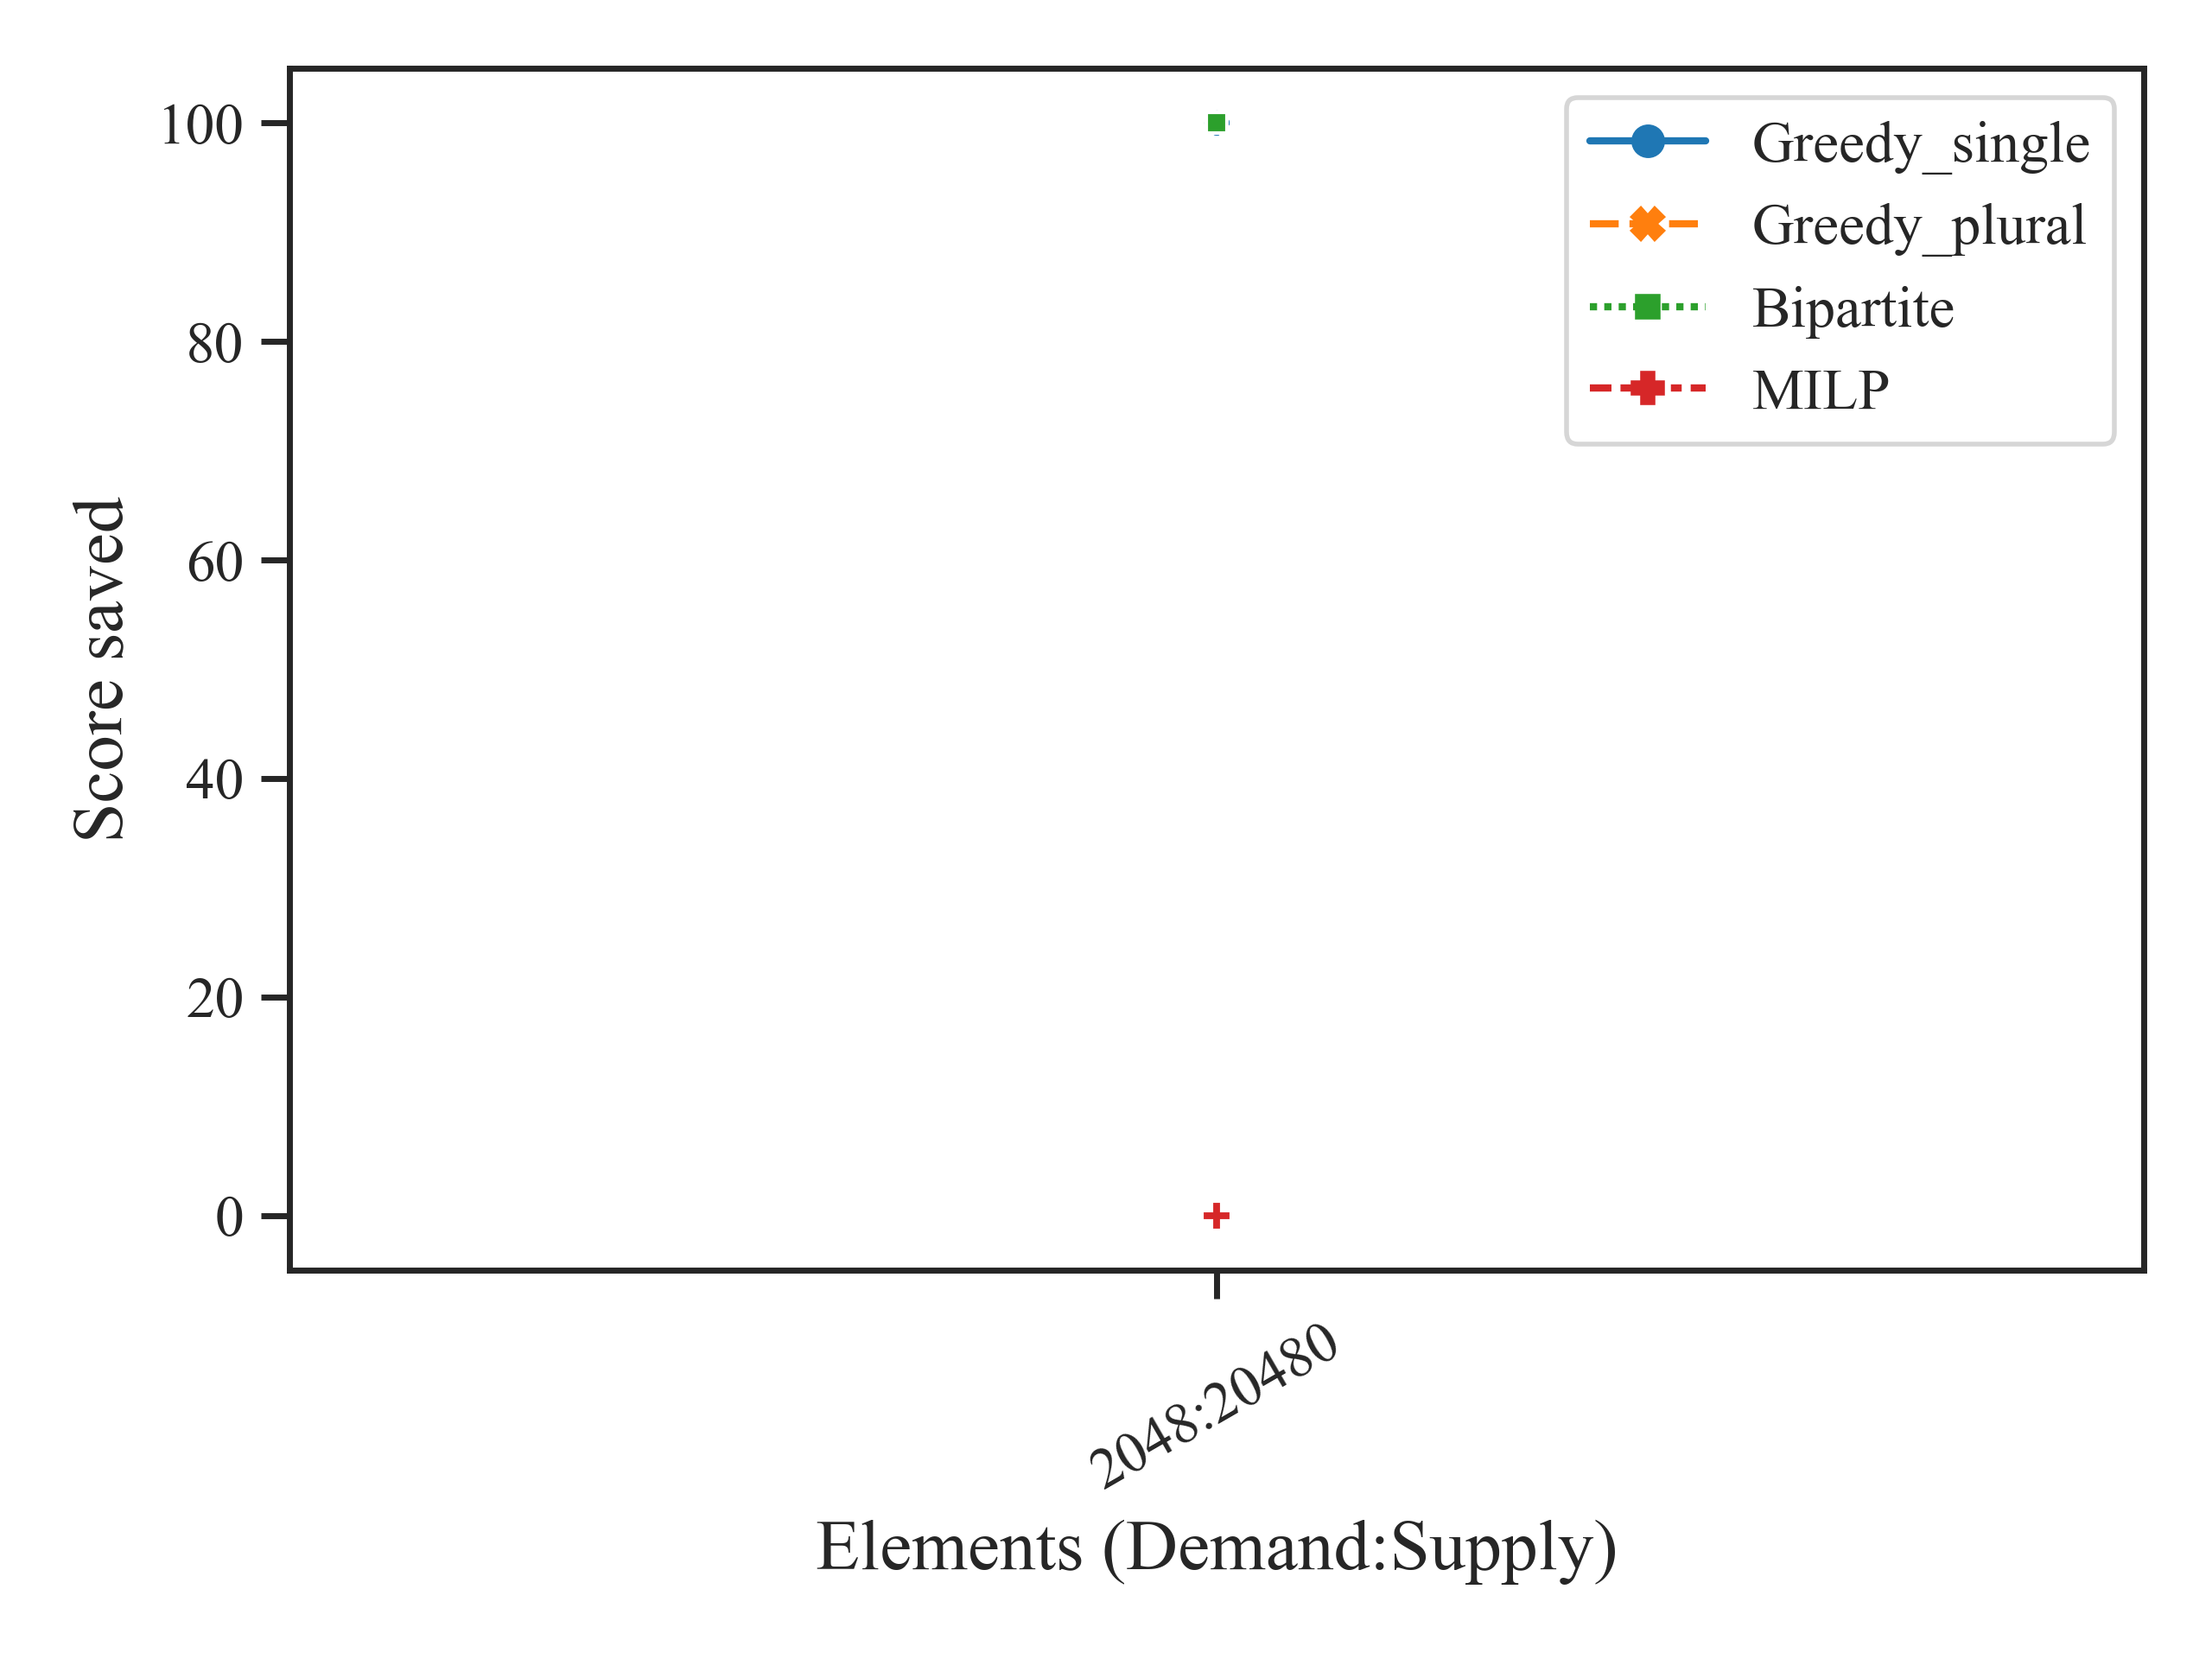 100
80
60
40
20
0
Score saved
Greedy_single
Greedy_plural
Bipartite
MILP
2048:20480
Elements (Demand:Supply)